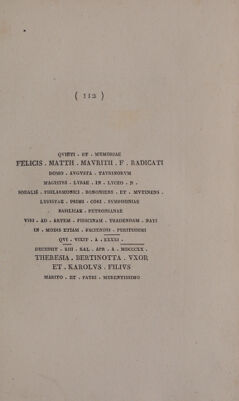 ( 112 )
QVIETI · ET · MEMORIAE
FELICIS . MATTH . MAVRITII . F . RADICATI
DOMO · AVGVSTA · TAVRINORVM
MAGISTRI · LYRAE · IN · LYCEO · N ·
SODALIS · PHILARMONICI · BONONIENS · ET · MVTINENS ·
LYRISTAE · PRIMI · CORI · SYMPHONIAE
BASILICAE · PETRONIANAE
VIRI · AD · ARTEM · FIDICINAM · TRADENDAM · NATI
IN · MODIS ETIAM · FACIENDIS · PERITISSIMI
QVI · VIXIT · A · XXXXI ·
DECESSIT · XIII · KAL · APR · A · MDCCCXX ·
THERESIA . BERTINOTTA . VXOR
ET . KAROLVS . FILIVS
MARITO · ET · PATRI · MERENTISSIMO